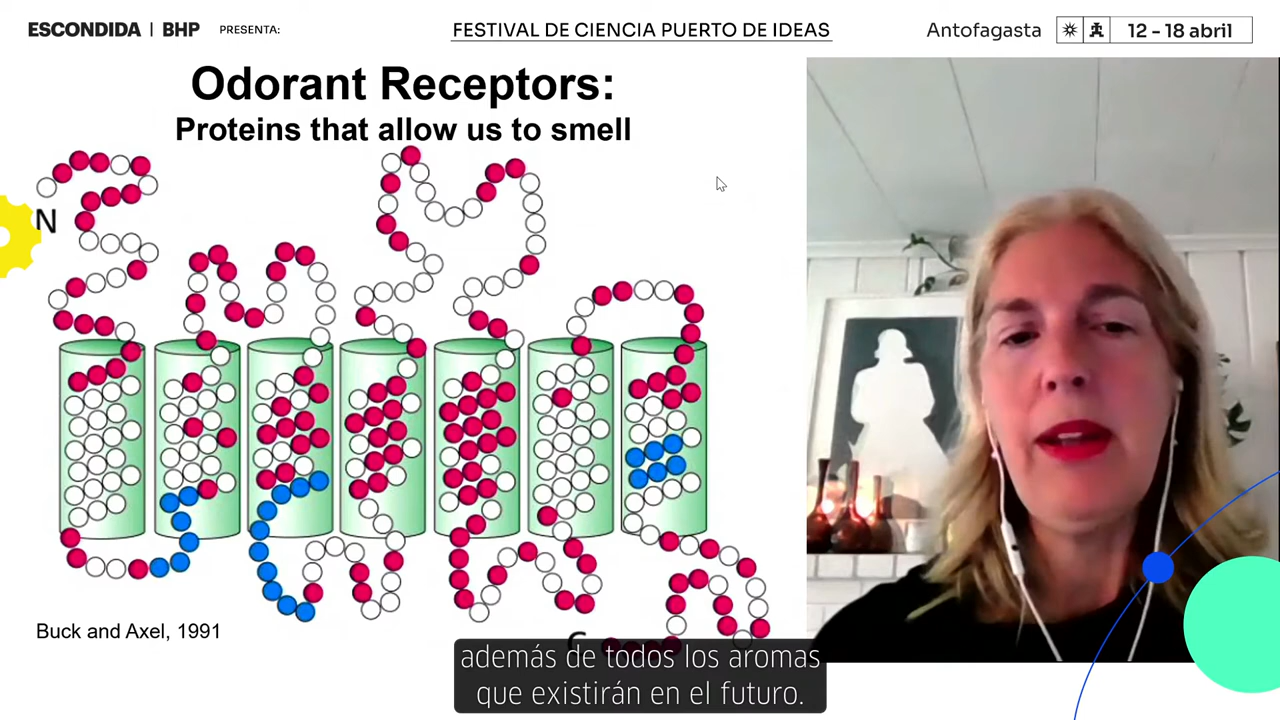 ESCONDIDA | BHP PRESENTA:
FESTIVAL DE CIENCIA PUERTO DE IDEAS
Antofagasta 12 – 18 abril
Odorant Receptors:
Proteins that allow us to smell
N
Buck and Axel, 1991
C
además de todos los aromas
que existirán en el futuro.